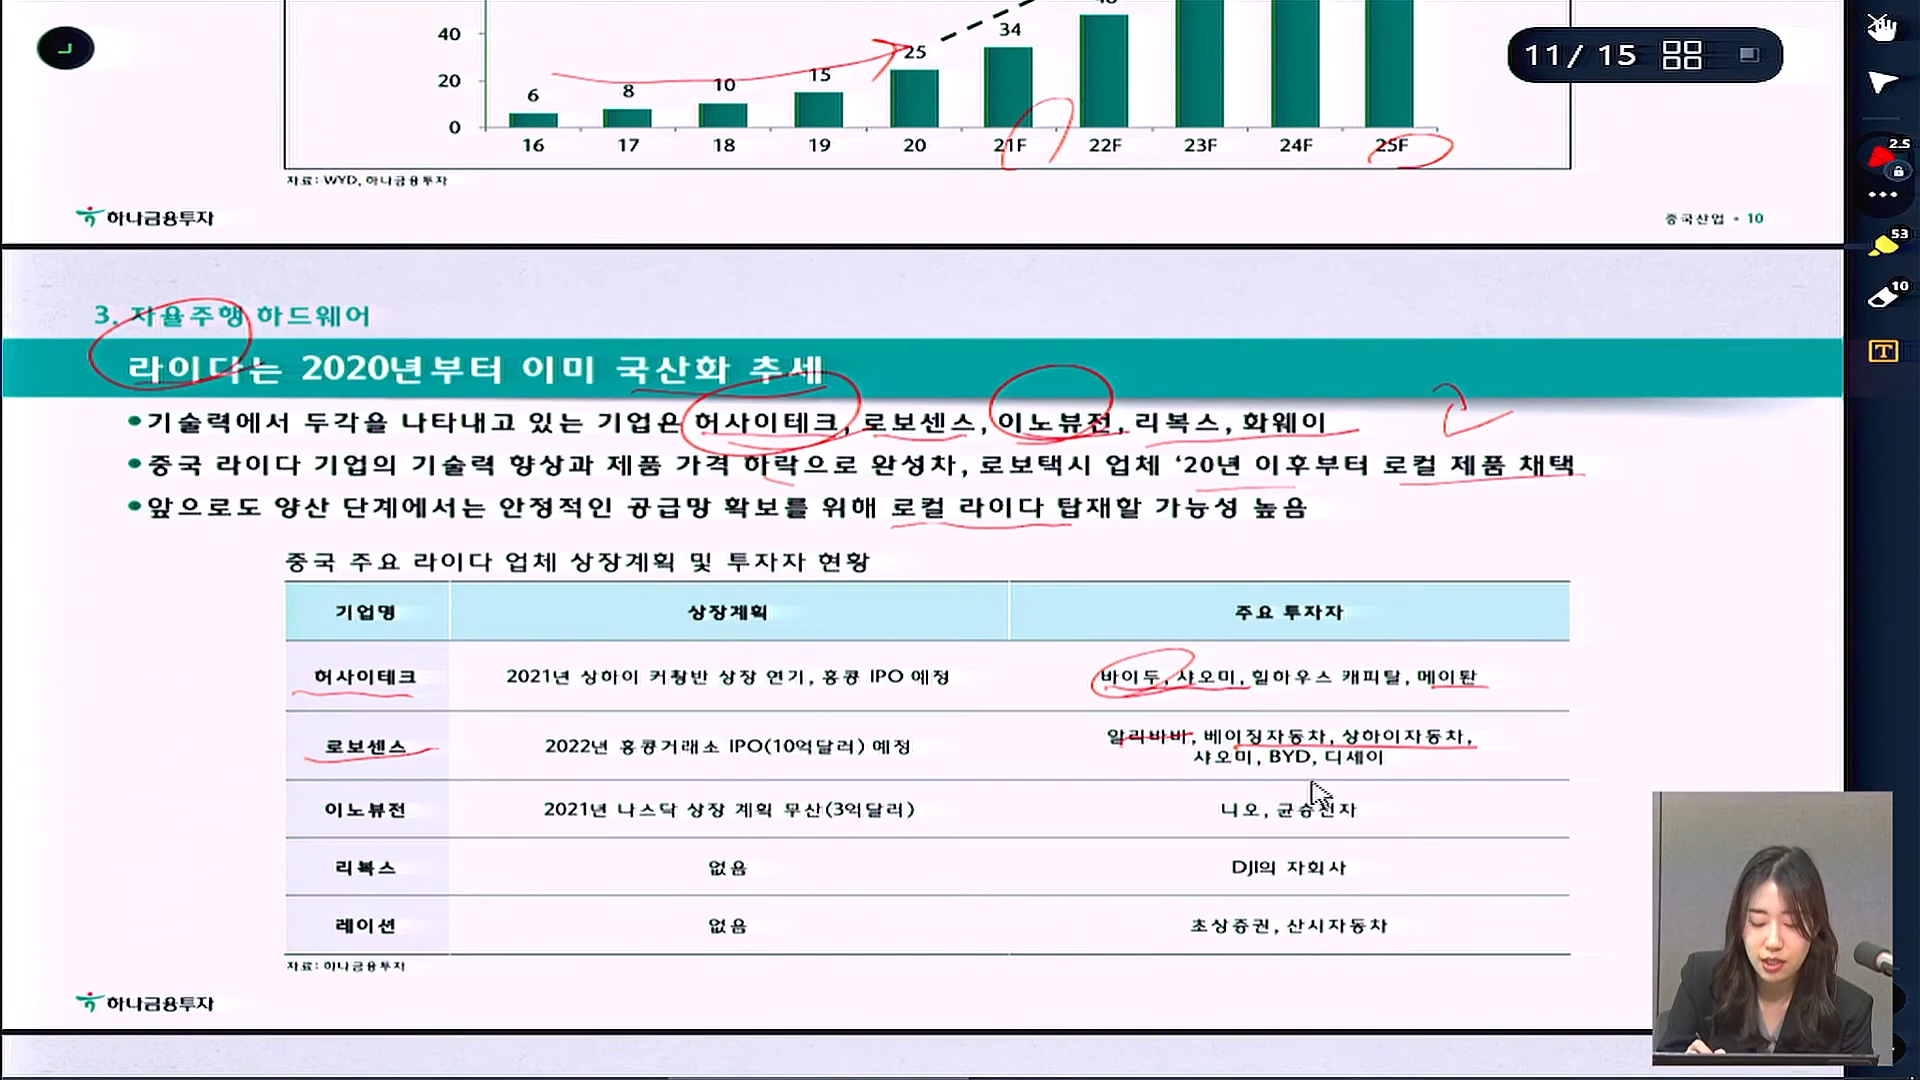 40
20
0
6
8
10
15
25
34
16 17 18 19 20 21F 22F 23F 24F 25F
자료: WYD, 하나금융투자
하나금융투자
중국산업 • 10
11/ 15
2.5
53
10
T
3. 자율주행 하드웨어
라이다는 2020년부터 이미 국산화 추세
•기술력에서 두각을 나타내고 있는 기업은 허사이테크, 로보센스, 이노뷰전, 리복스, 화웨이
•중국 라이다 기업의 기술력 향상과 제품 가격 하락으로 완성차, 로보택시 업체 ‘20년 이후부터 로컬 제품 채택
•앞으로도 양산 단계에서는 안정적인 공급망 확보를 위해 로컬 라이다 탑재할 가능성 높음
중국 주요 라이다 업체 상장계획 및 투자자 현황
기업명 상장계획 주요 투자자
허사이테크 2021년 상하이 커촹반 상장 연기, 홍콩 IPO 예정 바이두, 샤오미, 힐하우스 캐피탈, 메이퇀
로보센스 2022년 홍콩거래소 IPO(10억달러) 예정 알리바바, 베이징자동차, 상하이자동차,
샤오미, BYD, 디세이
이노뷰전 2021년 나스닥 상장 계획 무산(3억달러) 니오, 균승전자
리복스 없음 DJI의 자회사
레이션 없음 초상증권, 산시자동차
자료: 하나금융투자
하나금융투자